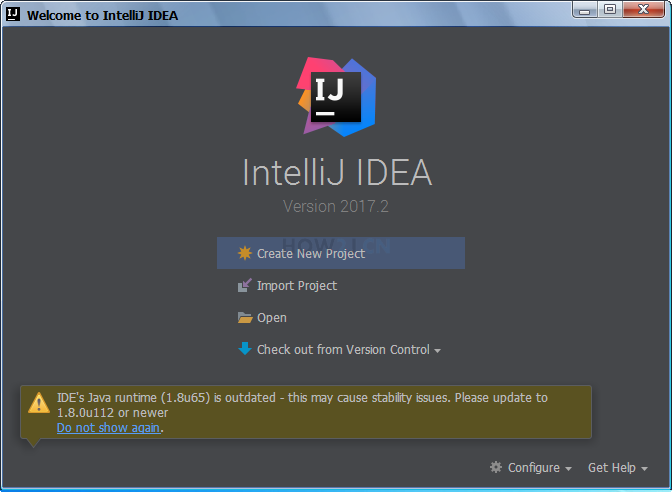 Welcome to IntelliJ IDEA
IJ
IntelliJ IDEA
Version 2017.2
Create New Project
Import Project
Open
Check out from Version Control
IDE's Java runtime (1.8u65) is outdated - this may cause stability issues. Please update to
1.8.0u112 or newer
Do not show again.
Configure
Get Help